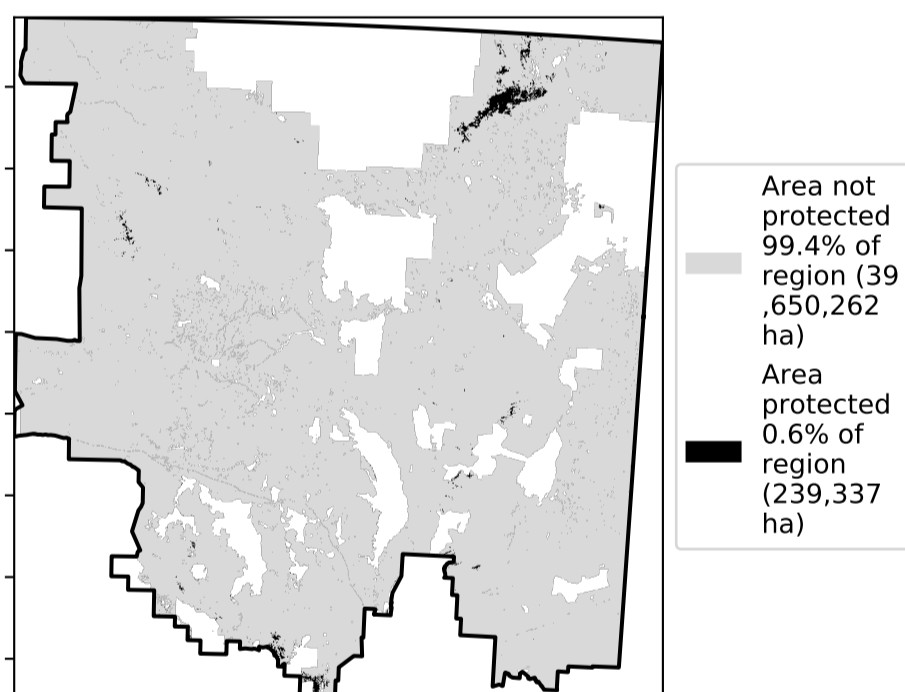 Area not
protected
99.4% of
region (39
,650,262
ha)
Area
protected
0.6% of
region
(239,337
ha)